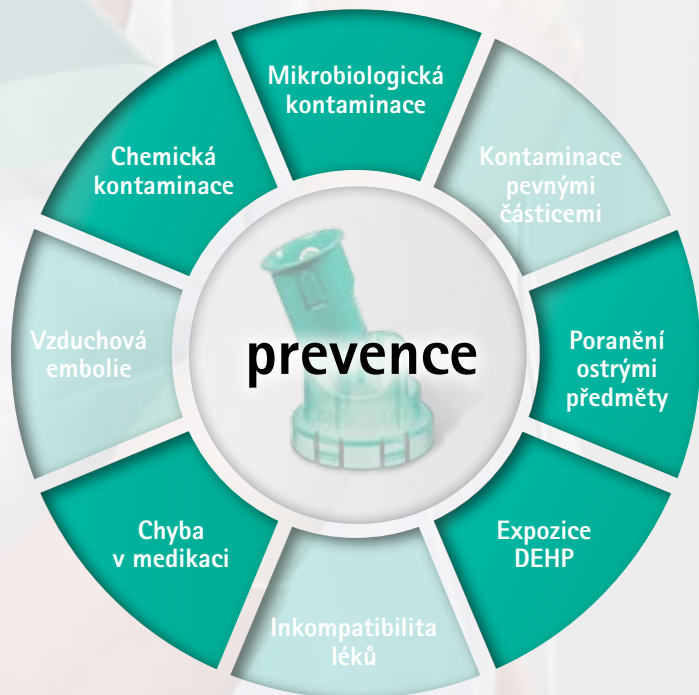 Mikrobiologická
kontaminace
Kontaminace
pevnými
částicemi
Poranění
ostrými
předměty
Expozice
DEHP
Inkompatibilita
léků
Chyba
v medikaci
Vzduchová
embolie
Chemická
kontaminace
prevence